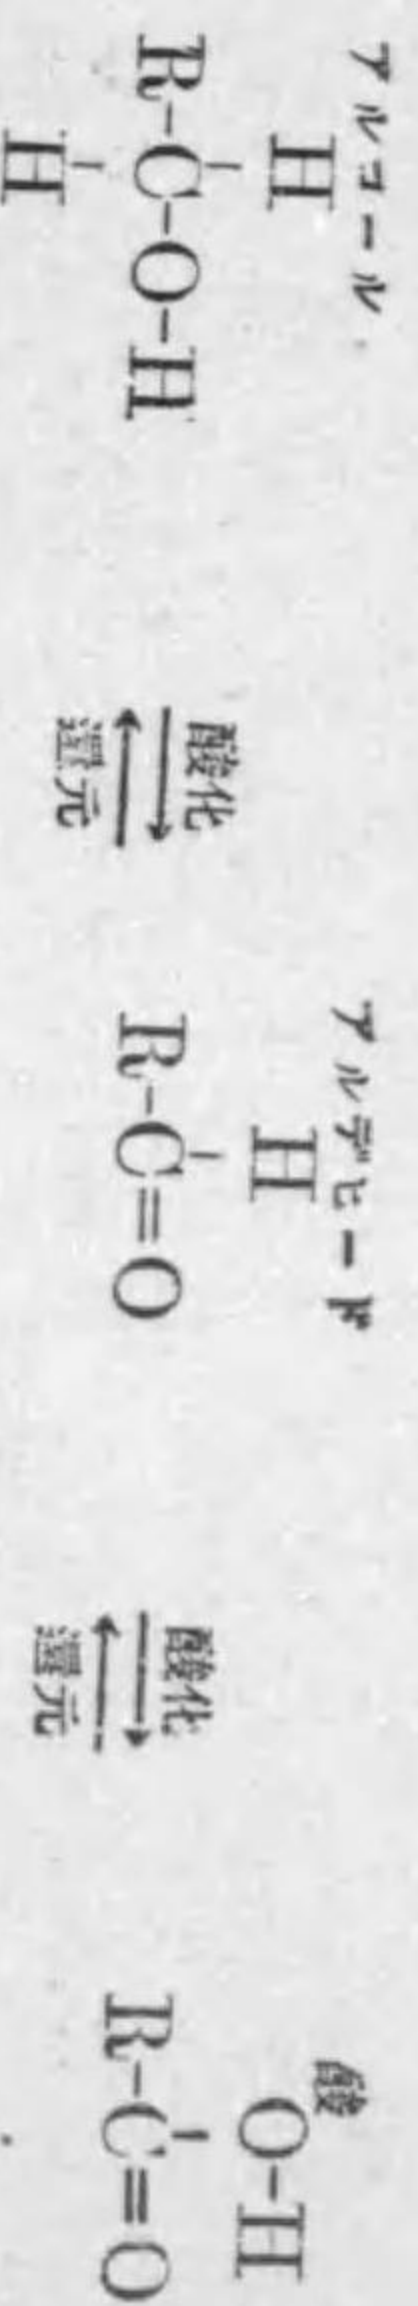 アルコール アルデヒード 酸
H H O-H
酸化 酸化
R-C-O-H ⇄ R-C=O ⇄ R-C=O
還元 還元
H